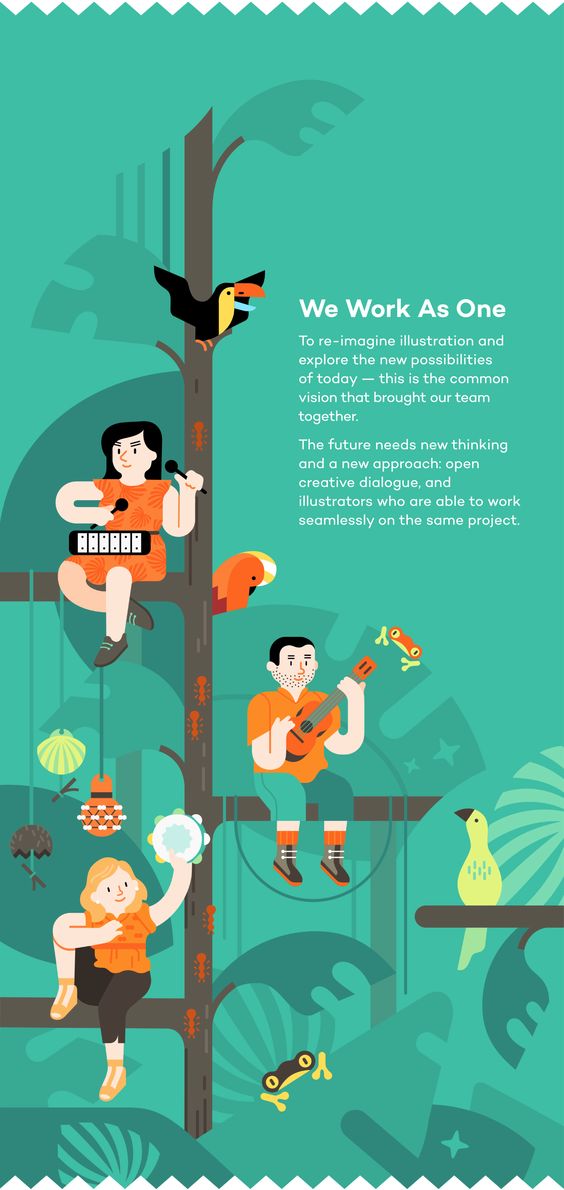 We Work As One
To re-imagine illustration and
explore the new possibilities
of today — this is the common
vision that brought our team
together.
The future needs new thinking
and a new approach: open
creative dialogue, and
illustrators who are able to work
seamlessly on the same project.